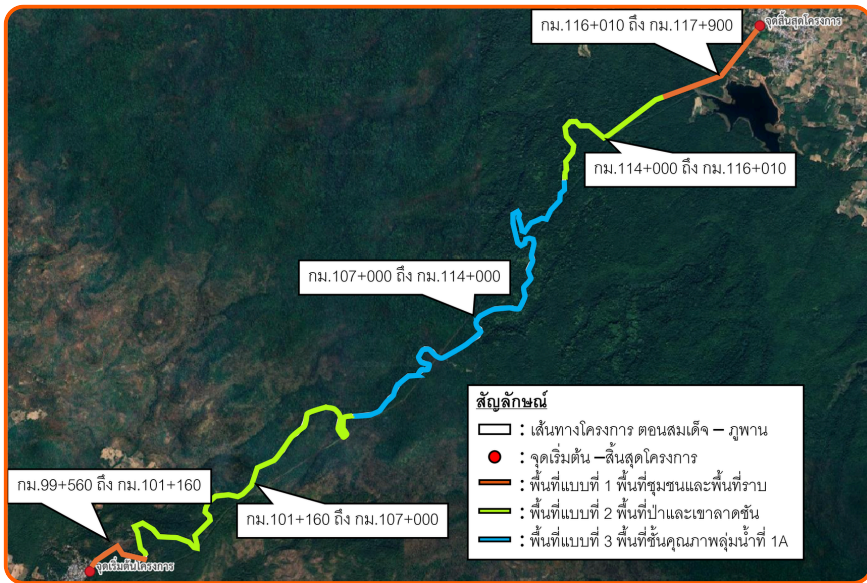 จุดสิ้นสุดโครงการ
กม.116+010 ถึง กม.117+900
กม.114+000 ถึง กม.116+010
กม.107+000 ถึง กม.114+000
กม.99+560 ถึง กม.101+160
กม.101+160 ถึง กม.107+000
จุดเริ่มต้นโครงการ
สัญลักษณ์
: เส้นทางโครงการ ตอนสมเด็จ – ภูพาน
: จุดเริ่มต้น –สิ้นสุดโครงการ
: พื้นที่แบบที่ 1 พื้นที่ชุมชนและพื้นที่ราบ
: พื้นที่แบบที่ 2 พื้นที่ป่าและเขาลาดชัน
: พื้นที่แบบที่ 3 พื้นที่ชั้นคุณภาพลุ่มน้ำที่ 1A